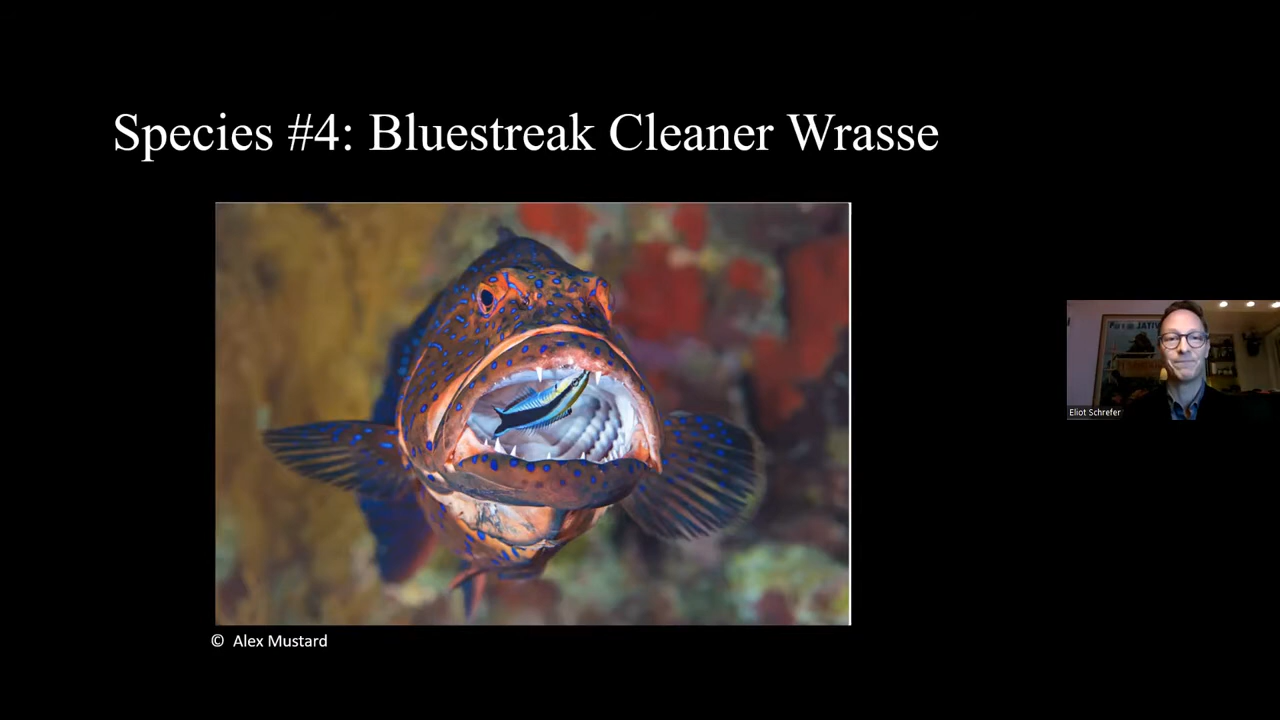 Species #4: Bluestreak Cleaner Wrasse
© Alex Mustard
Eliot Schrefer